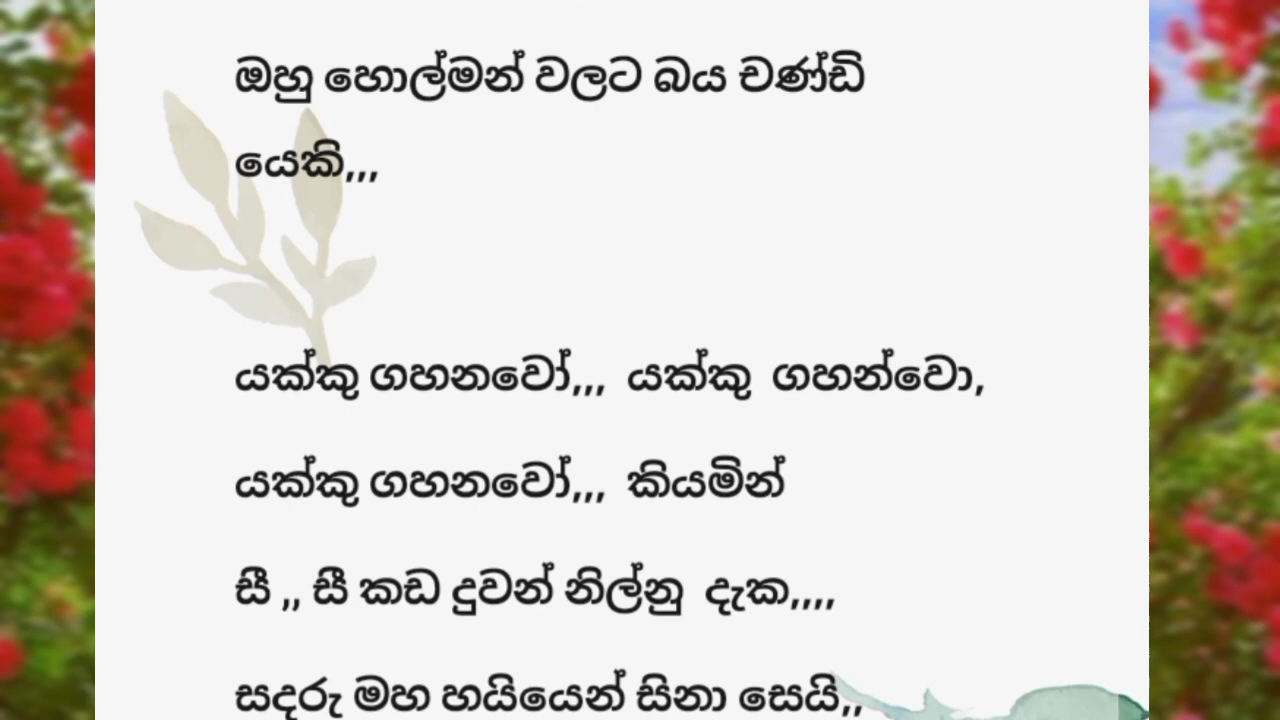 ඔහු හොල්මන් වලට බය චණ්ඩි
යෙකි,,,
යක්කු ගහනවෝ,,, යක්කු ගහන්වො,
යක්කු ගහනවෝ,,, කියමින්
සී ,, සී කඩ දුවන් නිල්නු දැක,,,,
සදරු මහ හයියෙන් සිනා සෙයි,,